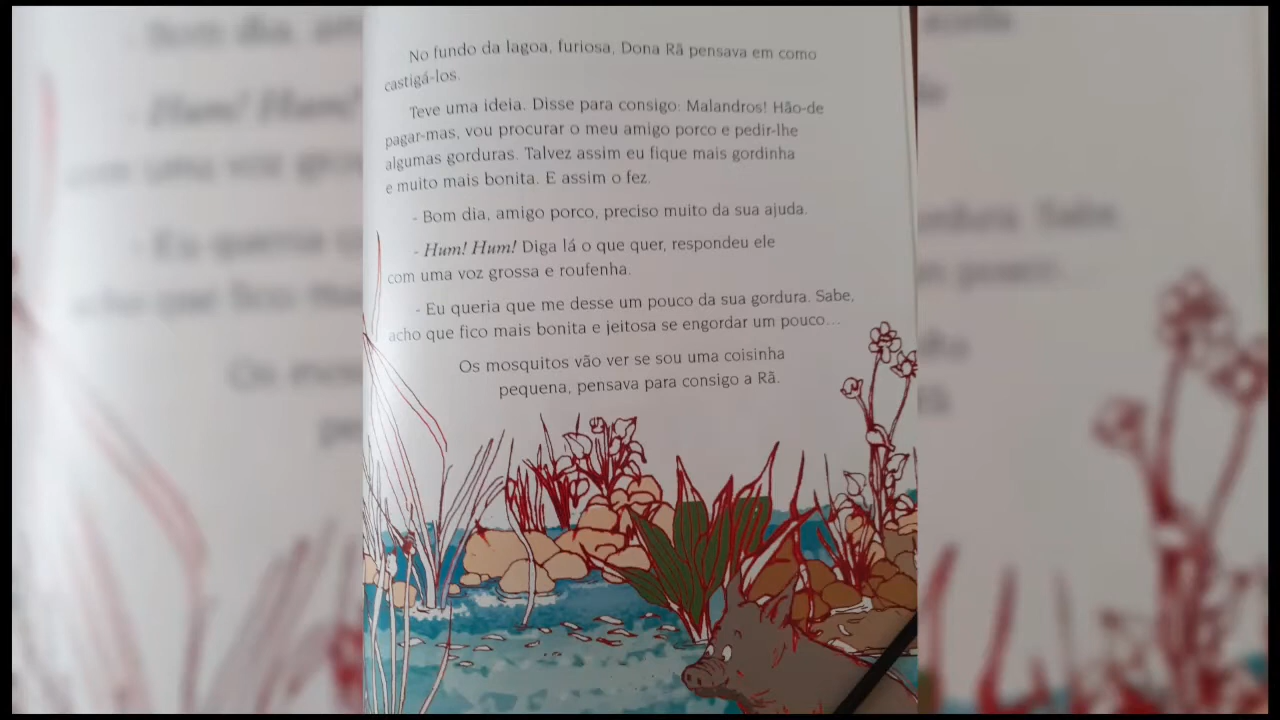 No fundo da lagoa, furiosa, Dona Rã pensava em como
castigá-los.
Teve uma ideia. Disse para consigo: Malandros! Hão-de
pagar-mas, vou procurar o meu amigo porco e pedir-lhe
algumas gorduras. Talvez assim eu fique mais gordinha
e muito mais bonita. E assim o fez.
- Bom dia, amigo porco, preciso muito da sua ajuda.
- Hum! Hum! Diga lá o que quer, respondeu ele
com uma voz grossa e roufenha.
- Eu queria que me desse um pouco da sua gordura. Sabe,
acho que fico mais bonita e jeitosa se engordar um pouco...
Os mosquitos vão ver se sou uma coisinha
pequena, pensava para consigo a Rã.